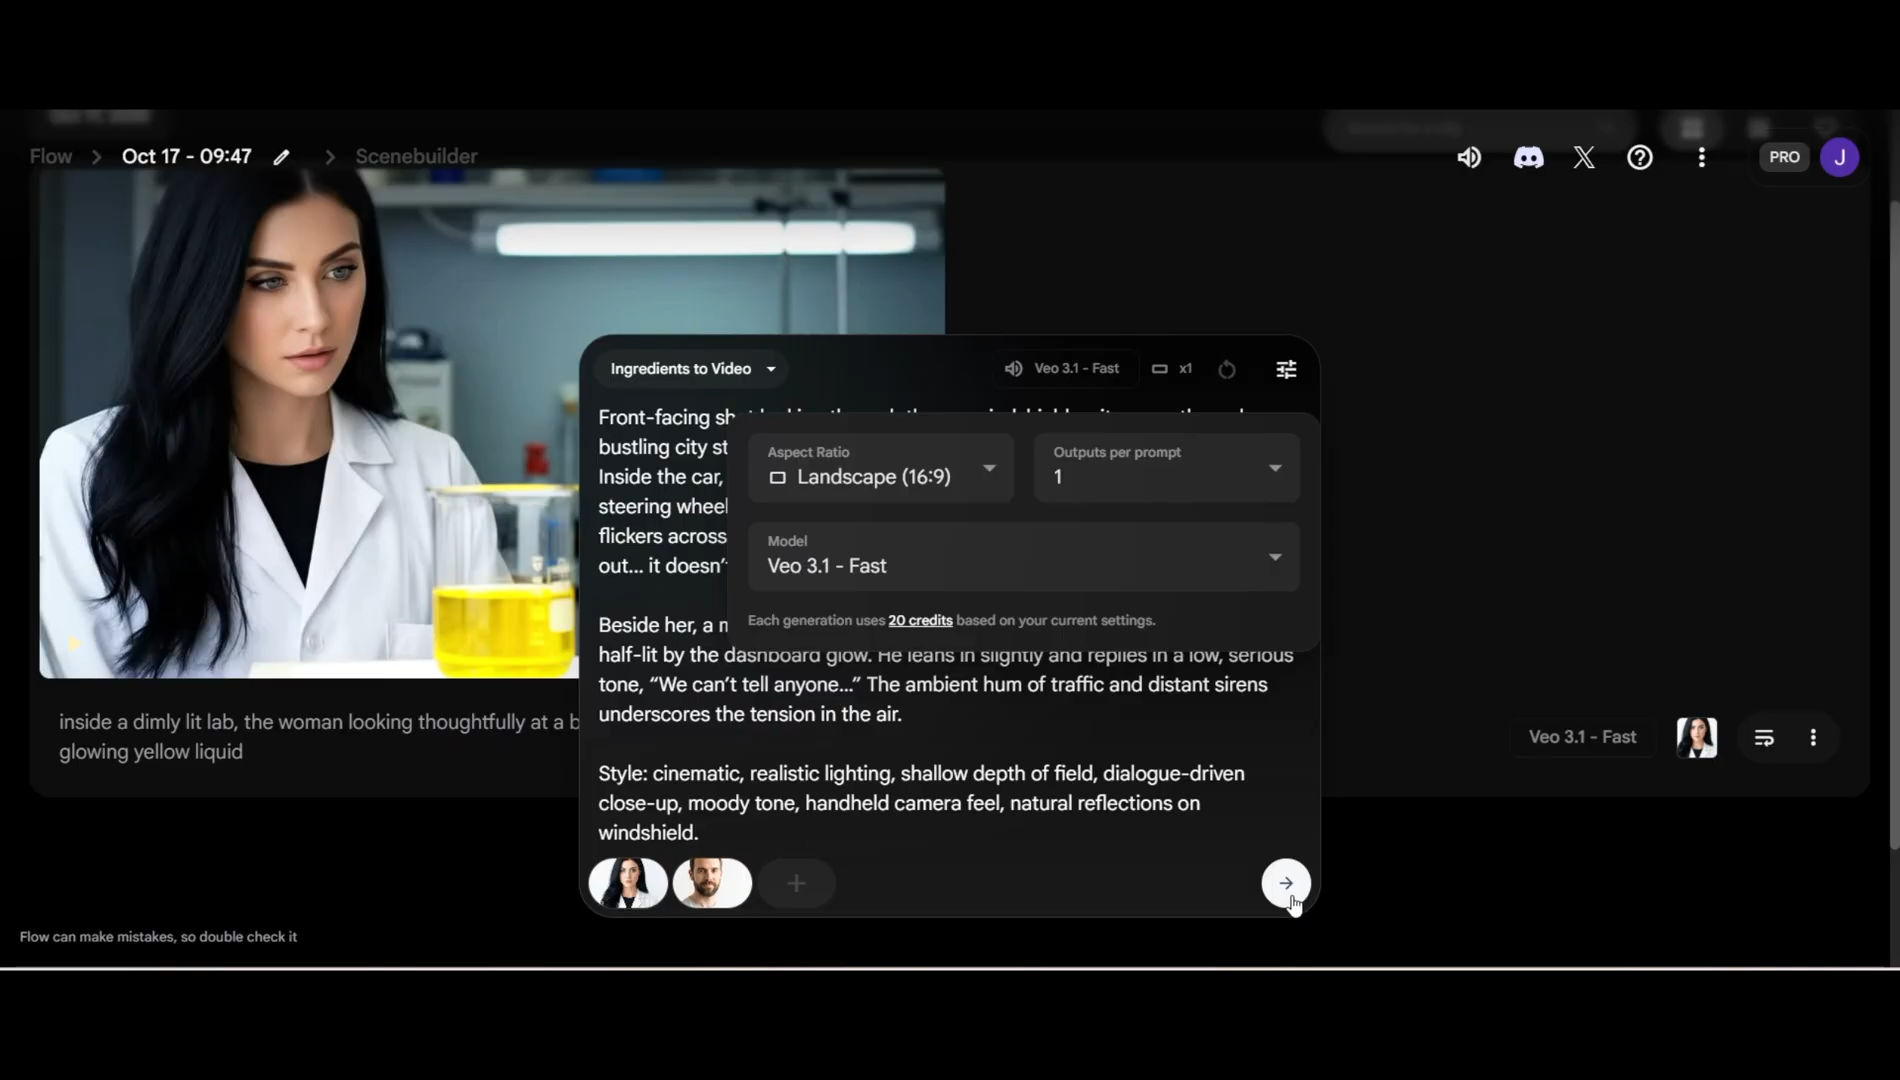 Flow > Oct 17 - 09:47 > Scenebuilder
PRO J
Ingredients to Video
Veo 3.1 - Fast
x1
Front-facing
bustling city
Inside the car,
steering wheel
flickers across
out... it doesn't
Aspect Ratio
Landscape (16:9)
Outputs per prompt
1
Model
Veo 3.1 - Fast
Each generation uses 20 credits based on your current settings.
Beside her, a
half-lit by the dashboard glow. He leans in slightly and replies in a low, serious
tone, “We can’t tell anyone...” The ambient hum of traffic and distant sirens
underscores the tension in the air.
Style: cinematic, realistic lighting, shallow depth of field, dialogue-driven
close-up, moody tone, handheld camera feel, natural reflections on
windshield.
inside a dimly lit lab, the woman looking thoughtfully at a
glowing yellow liquid
Veo 3.1 - Fast
Flow can make mistakes, so double check it